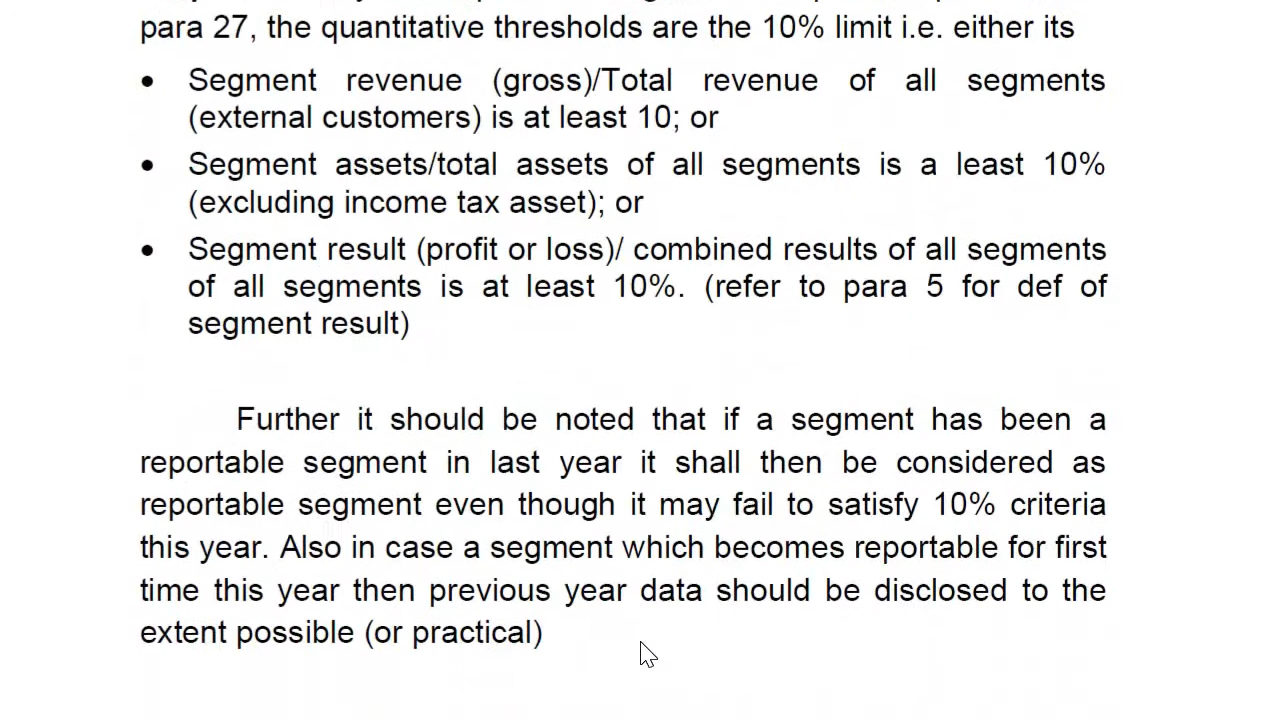 para 27, the quantitative thresholds are the 10% limit i.e. either its
• Segment revenue (gross)/Total revenue of all segments
(external customers) is at least 10; or
• Segment assets/total assets of all segments is a least 10%
(excluding income tax asset); or
• Segment result (profit or loss)/ combined results of all segments
of all segments is at least 10%. (refer to para 5 for def of
segment result)
Further it should be noted that if a segment has been a
reportable segment in last year it shall then be considered as
reportable segment even though it may fail to satisfy 10% criteria
this year. Also in case a segment which becomes reportable for first
time this year then previous year data should be disclosed to the
extent possible (or practical)